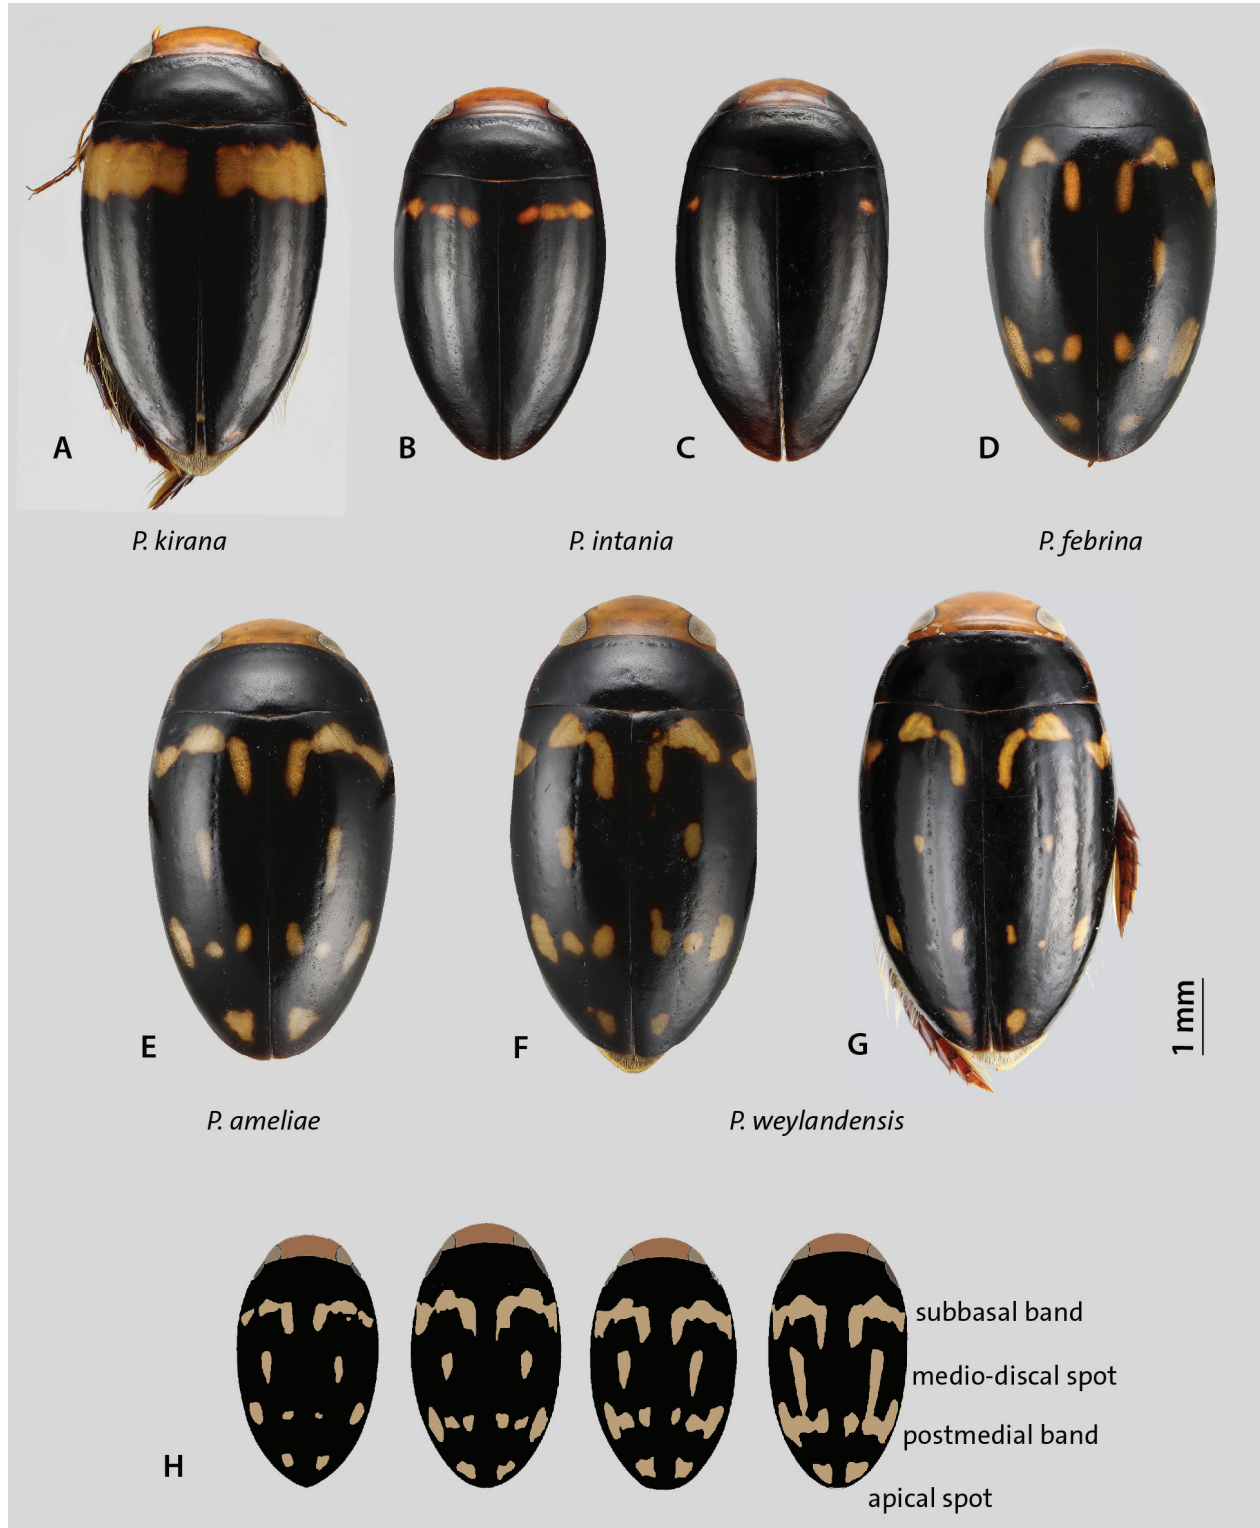 A
B
C
D
P. kirana
P. intania
P. febrina
E
F
G
1 mm
P. ameliae
P. weylandensis
subbasal band
medio-discal spot
postmedial band
H
apical spot